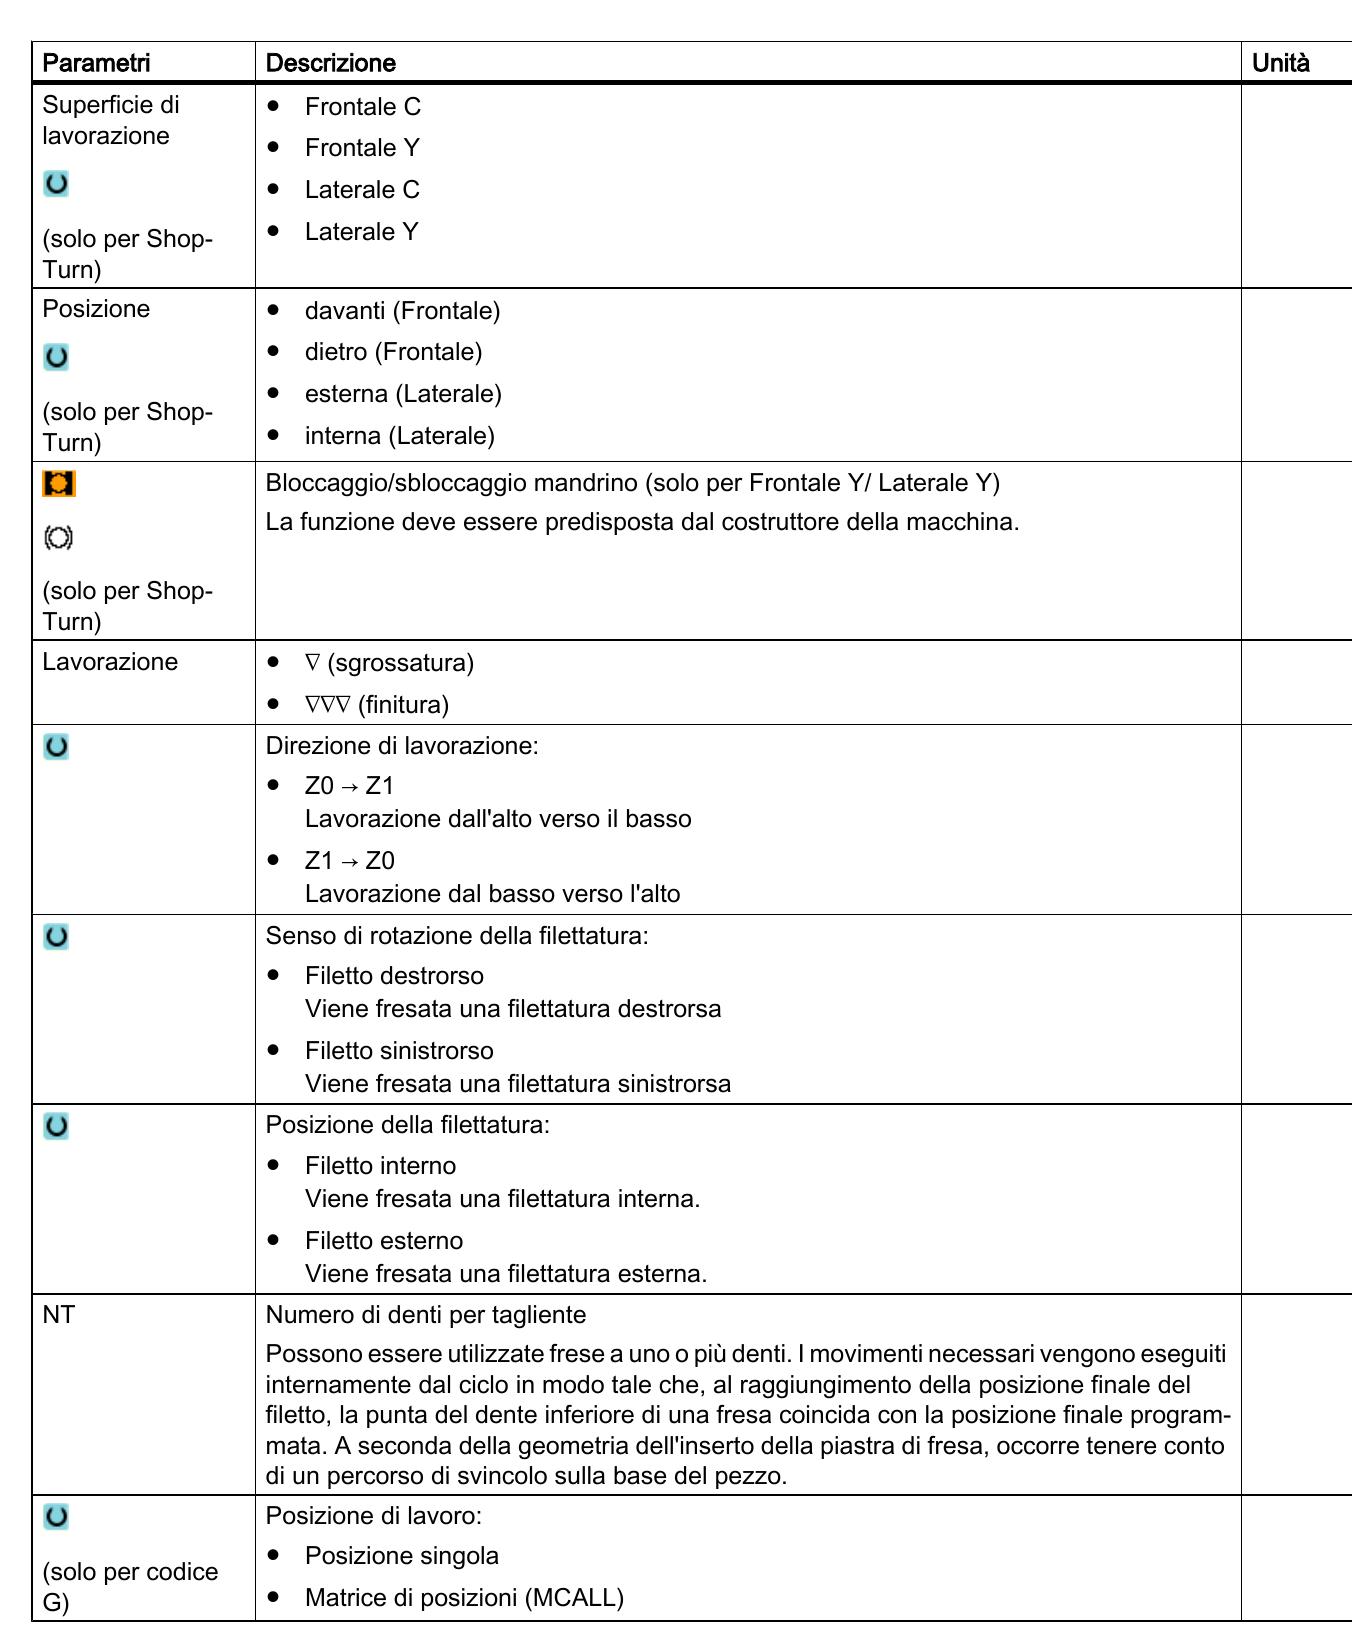 Parametri Descrizione Unità
Superficie di
lavorazione
(solo per Shop-
Turn)
● Frontale C
● Frontale Y
● Laterale C
● Laterale Y
Posizione
(solo per Shop-
Turn)
● davanti (Frontale)
● dietro (Frontale)
● esterna (Laterale)
● interna (Laterale)
(solo per Shop-
Turn)
Bloccaggio/sbloccaggio mandrino (solo per Frontale Y/ Laterale Y)
La funzione deve essere predisposta dal costruttore della macchina.
Lavorazione
● ∇ (sgrossatura)
● ∇∇∇ (finitura)
Direzione di lavorazione:
● Z0 → Z1
Lavorazione dall'alto verso il basso
● Z1 → Z0
Lavorazione dal basso verso l'alto
Senso di rotazione della filettatura:
● Filetto destrorso
Viene fresata una filettatura destrorsa
● Filetto sinistrorso
Viene fresata una filettatura sinistrorsa
Posizione della filettatura:
● Filetto interno
Viene fresata una filettatura interna.
● Filetto esterno
Viene fresata una filettatura esterna.
NT
Numero di denti per tagliente
Possono essere utilizzate frese a uno o più denti. I movimenti necessari vengono eseguiti
internamente dal ciclo in modo tale che, al raggiungimento della posizione finale del
filetto, la punta del dente inferiore di una fresa coincida con la posizione finale program-
mata. A seconda della geometria dell'inserto della piastra di fresa, occorre tenere conto
di un percorso di svincolo sulla base del pezzo.
(solo per codice
G)
Posizione di lavoro:
● Posizione singola
● Matrice di posizioni (MCALL)